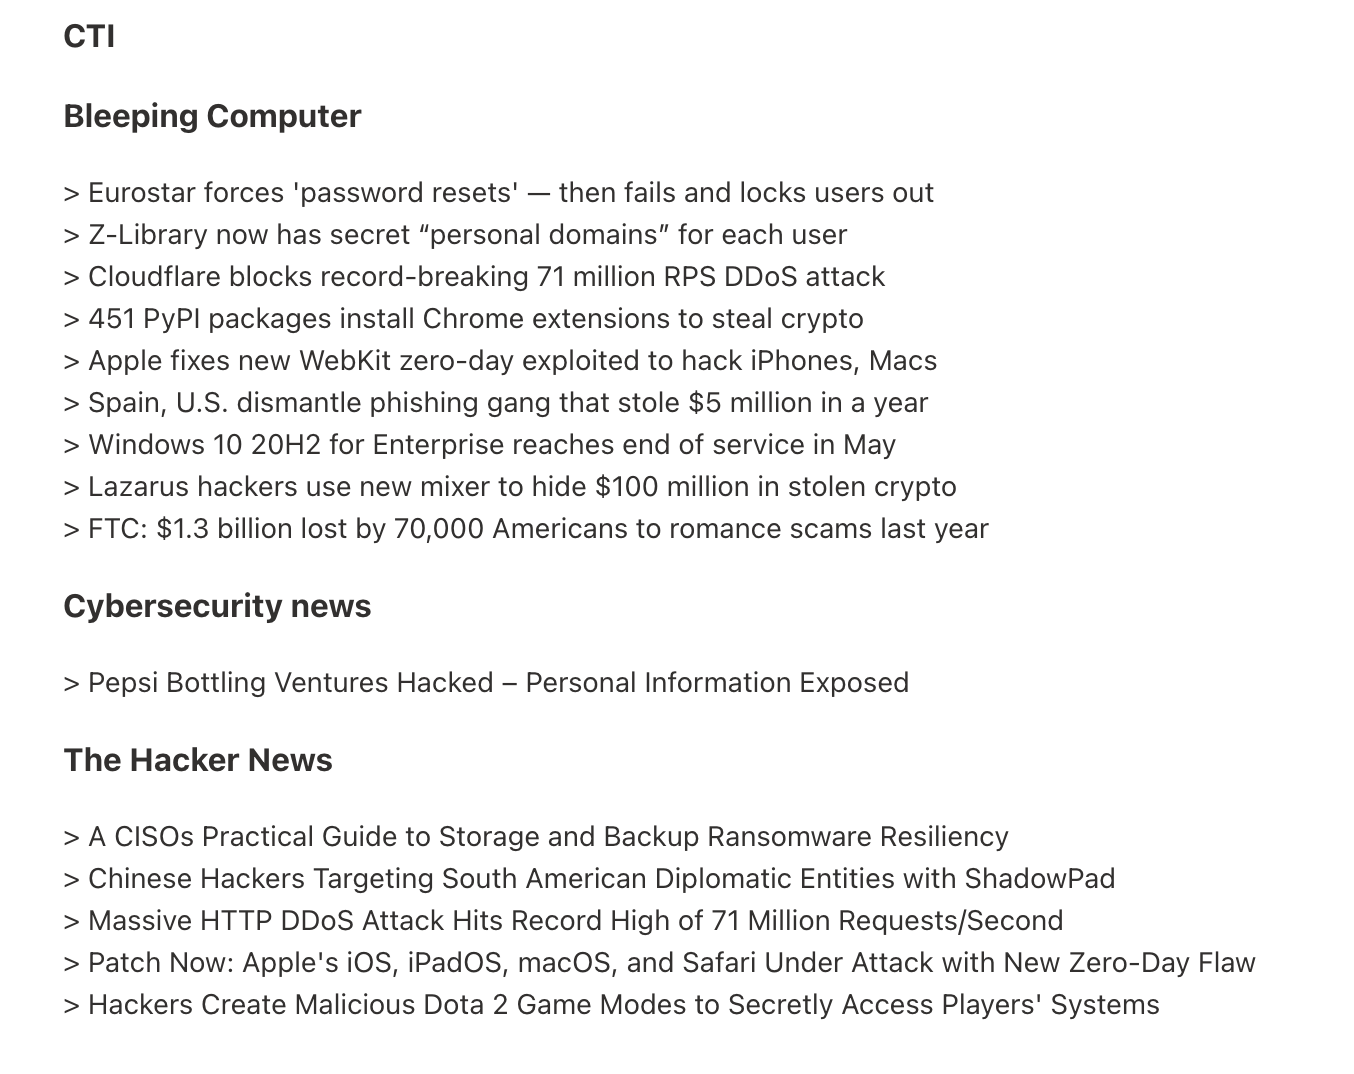 CTI
Bleeping Computer
> Eurostar forces 'password resets' — then fails and locks users out
> Z-Library now has secret “personal domains” for each user
> Cloudflare blocks record-breaking 71 million RPS DDoS attack
> 451 PyPI packages install Chrome extensions to steal crypto
> Apple fixes new WebKit zero-day exploited to hack iPhones, Macs
> Spain, U.S. dismantle phishing gang that stole $5 million in a year
> Windows 10 20H2 for Enterprise reaches end of service in May
> Lazarus hackers use new mixer to hide $100 million in stolen crypto
> FTC: $1.3 billion lost by 70,000 Americans to romance scams last year
Cybersecurity news
> Pepsi Bottling Ventures Hacked – Personal Information Exposed
The Hacker News
> A CISOs Practical Guide to Storage and Backup Ransomware Resiliency
> Chinese Hackers Targeting South American Diplomatic Entities with ShadowPad
> Massive HTTP DDoS Attack Hits Record High of 71 Million Requests/Second
> Patch Now: Apple's iOS, iPadOS, macOS, and Safari Under Attack with New Zero-Day Flaw
> Hackers Create Malicious Dota 2 Game Modes to Secretly Access Players' Systems